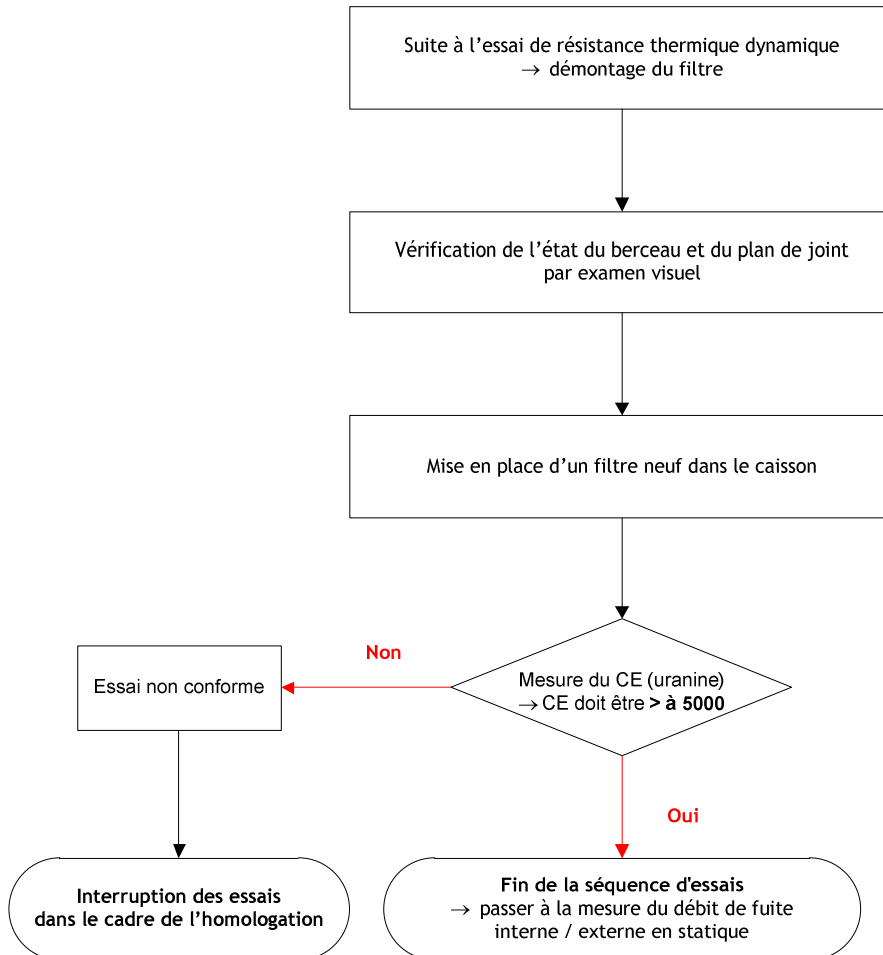 Suite à l’essai de résistance thermique dynamique
→ démontage du filtre
Vérification de l’état du berceau et du plan de joint
par examen visuel
Mise en place d’un filtre neuf dans le caisson
Non
Mesure du CE (uranine)
→ CE doit être > à 5000
Essai non conforme
Oui
Interruption des essais
dans le cadre de l’homologation
Fin de la séquence d'essais
→ passer à la mesure du débit de fuite
interne / externe en statique